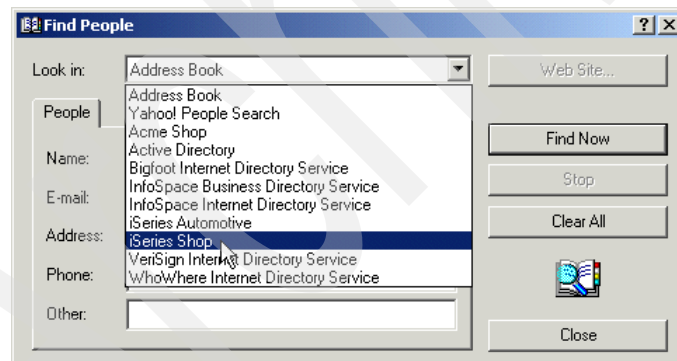 Find People
Look in:
Address Book
Web Site...
Address Book
Yahoo! People Search
Acme Shop
Active Directory
Bigfoot Internet Directory Service
InfoSpace Business Directory Service
InfoSpace Internet Directory Service
iSeries Automotive
iSeries Shop
VeriSign Internet Directory Service
WhoWhere Internet Directory Service
People
Name:
E-mail:
Address:
Phone:
Other:
Find Now
Stop
Clear All
Close